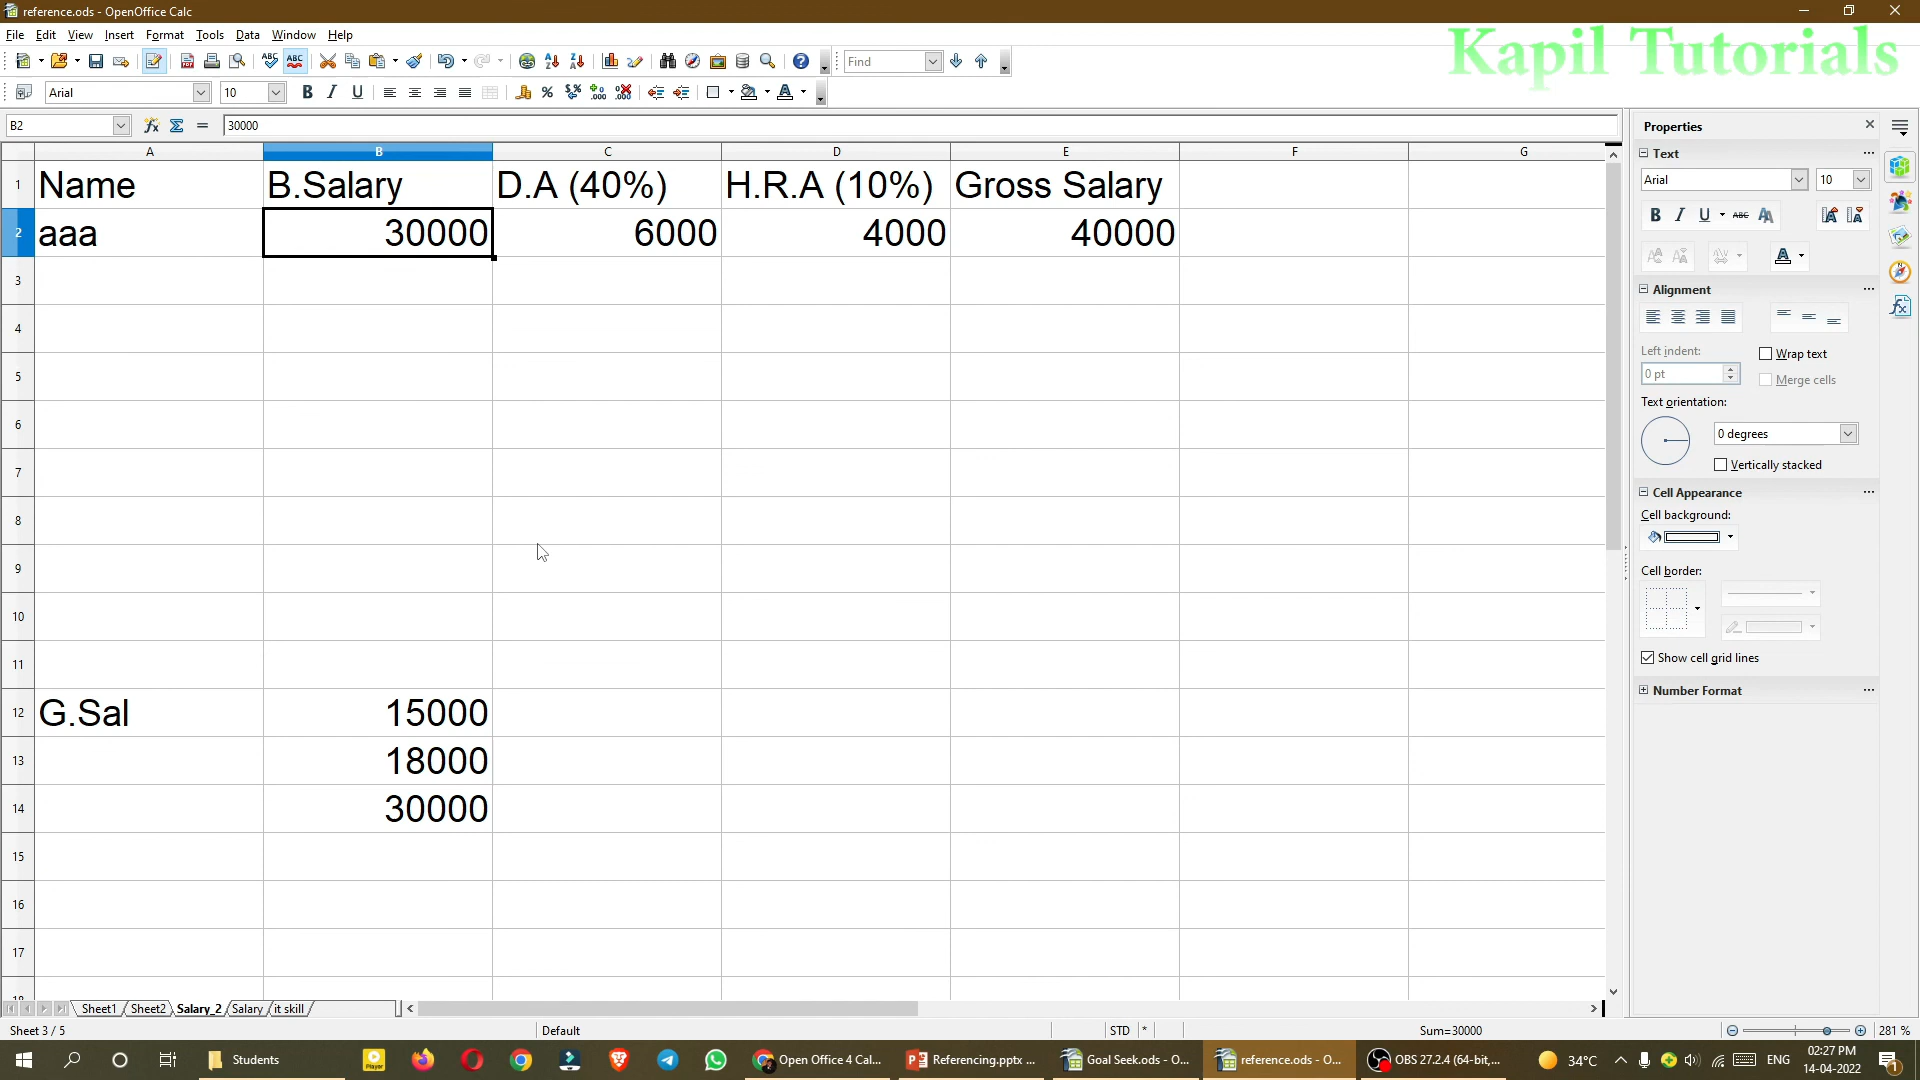 reference.ods - OpenOffice Calc
Kapil Tutorials
File Edit View Insert Format Tools Data Window Help
Find
Arial 10
B2 30000
A B C D E F G
1 Name B.Salary D.A (40%) H.R.A (10%) Gross Salary
2 aaa 30000 6000 4000 40000
3
4
5
6
7
8
9
10
11
12 G.Sal 15000
13 18000
14 30000
15
16
17
18
Properties
Text
Arial 10
Alignment
Left indent:
Wrap text
0 pt
Merge cells
Text orientation:
0 degrees
Vertically stacked
Cell Appearance
Cell background:
Cell border:
Show cell grid lines
Number Format
Sheet1 Sheet2 Salary_2 Salary it skill
Sheet 3 / 5 Default STD * Sum=30000 281 %
Students Open Office 4 Cal... Referencing.pptx ... Goal Seek.ods - O... reference.ods - O... OBS 27.2.4 (64-bit,... 34°C ENG 02:27 PM
14-04-2022